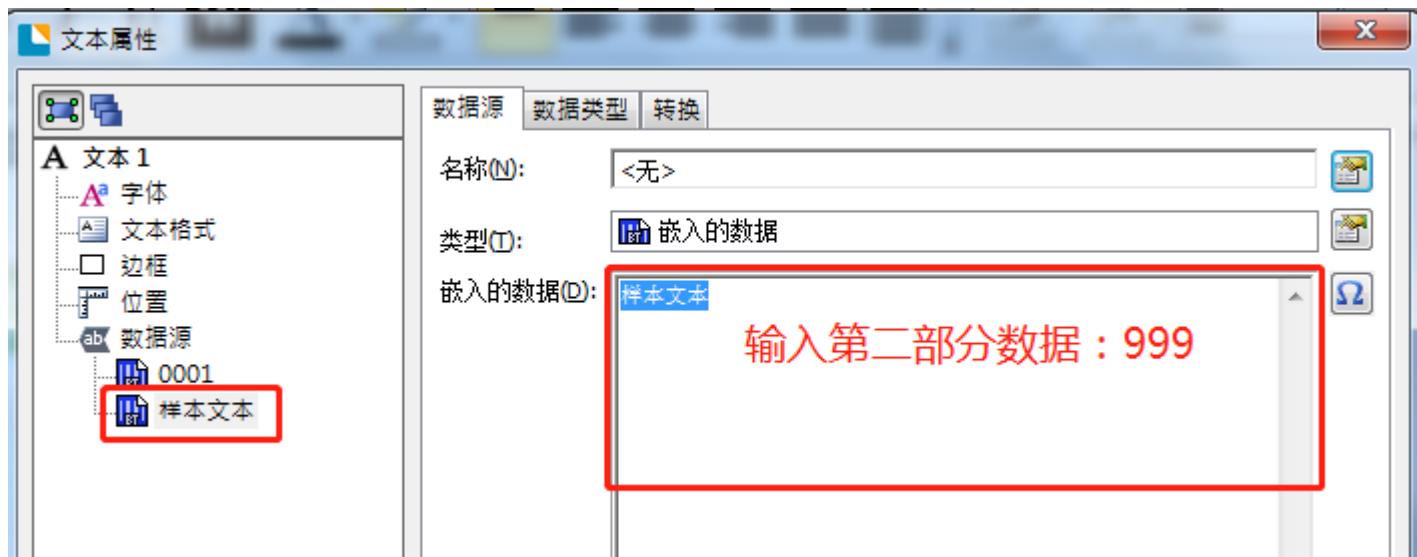 文本属性
数据源 数据类型 转换
A 文本 1
Aa 字体
文本格式
边框
位置
ab 数据源
0001
样本文本
名称(N): <无>
类型(T): 嵌入的数据
嵌入的数据(D): 样本文本
Ω
输入第二部分数据：999